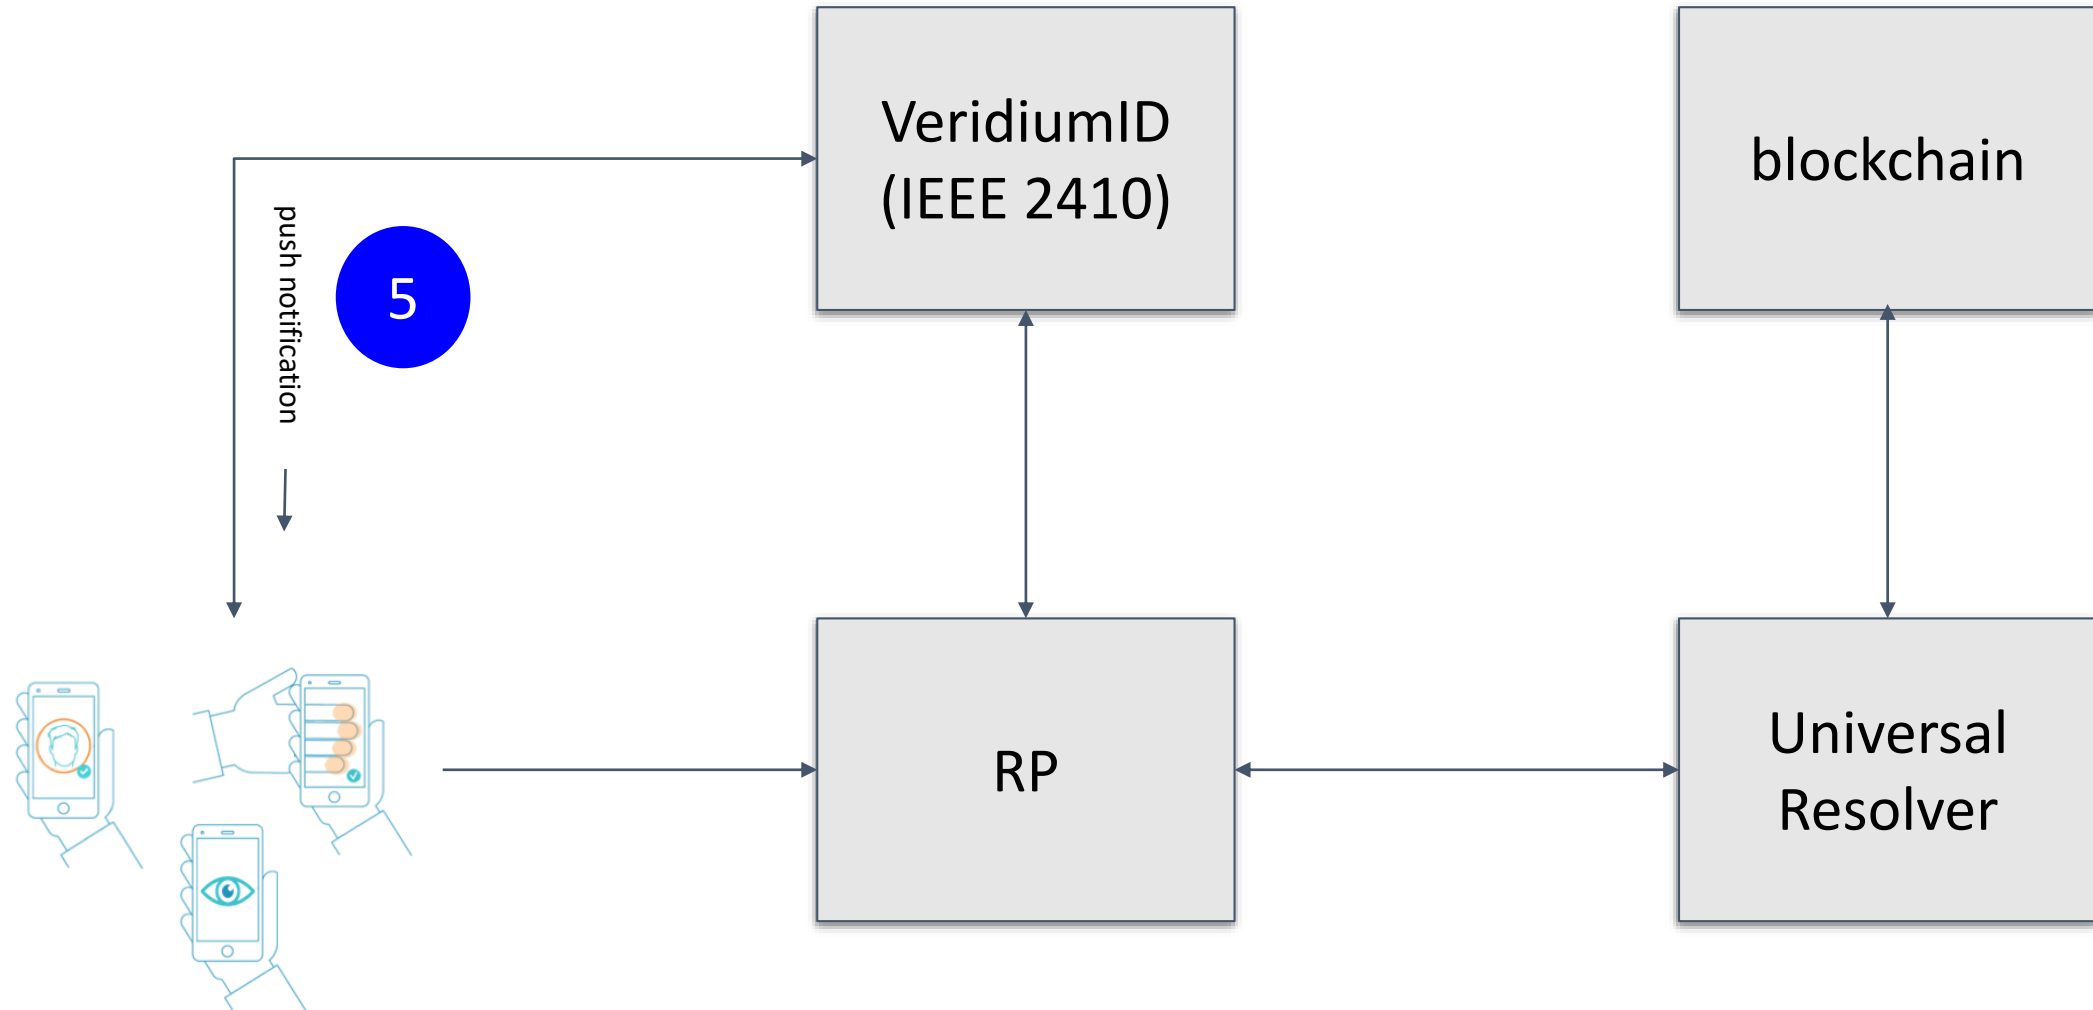 VeridiumID
(IEEE 2410)
blockchain
push notification
5
RP
Universal
Resolver